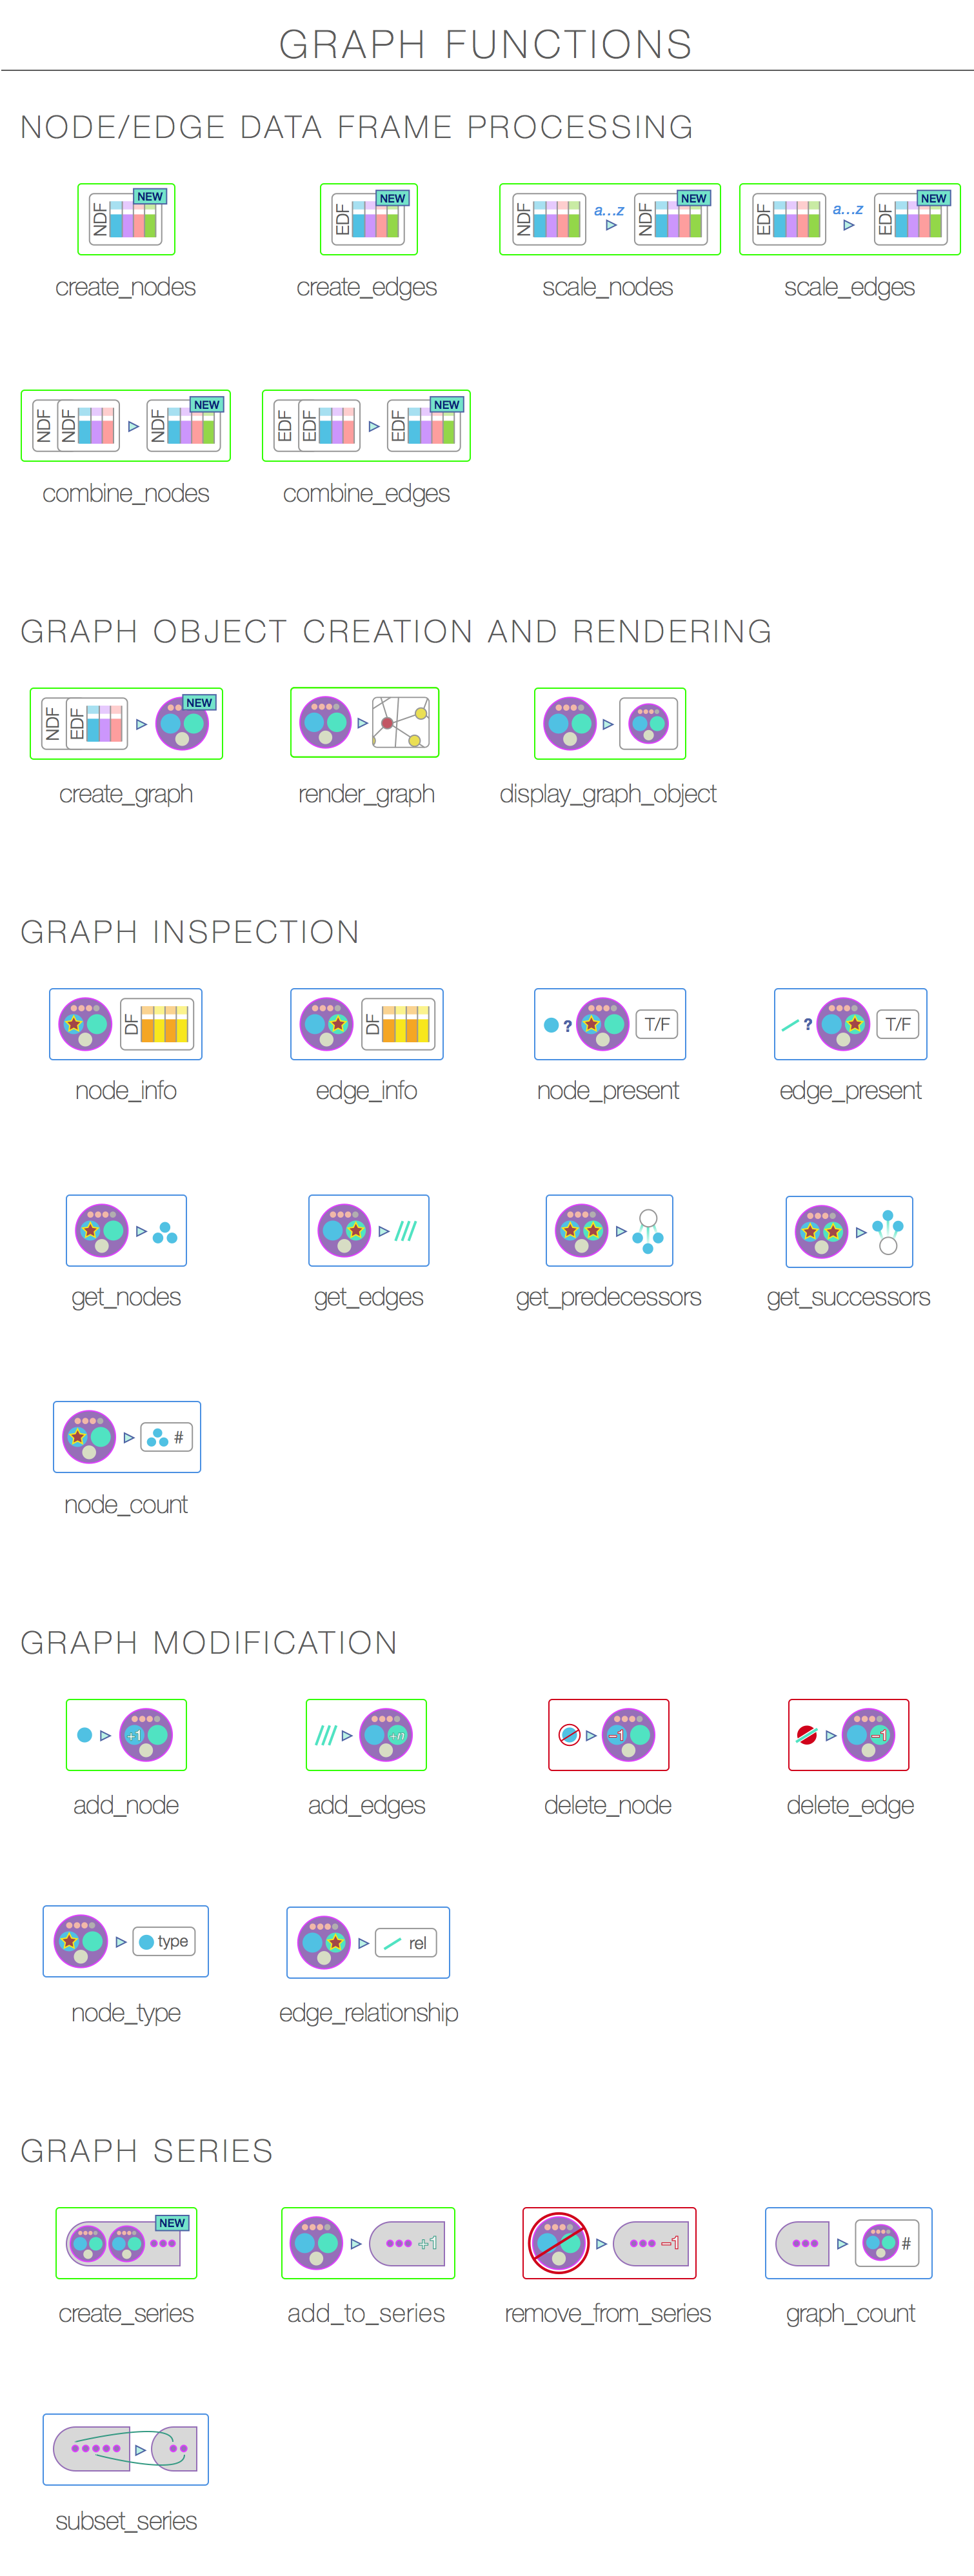 GRAPH FUNCTIONS
NODE/EDGE DATA FRAME PROCESSING
NDF NEW
EDF NEW
NDF a...z NDF NEW
EDF a...z EDF NEW
create_nodes
create_edges
scale_nodes
scale_edges
NDF NDF NDF NEW
EDF EDF EDF NEW
combine_nodes
combine_edges
GRAPH OBJECT CREATION AND RENDERING
NDF EDF NEW
create_graph
render_graph
display_graph_object
GRAPH INSPECTION
DF
DF
? T/F
? T/F
node_info
edge_info
node_present
edge_present
get_nodes
get_edges
get_predecessors
get_successors
#
node_count
GRAPH MODIFICATION
+1
+n
-1
-1
add_node
add_edges
delete_node
delete_edge
type
rel
node_type
edge_relationship
GRAPH SERIES
NEW
+1
-1
#
create_series
add_to_series
remove_from_series
graph_count
subset_series